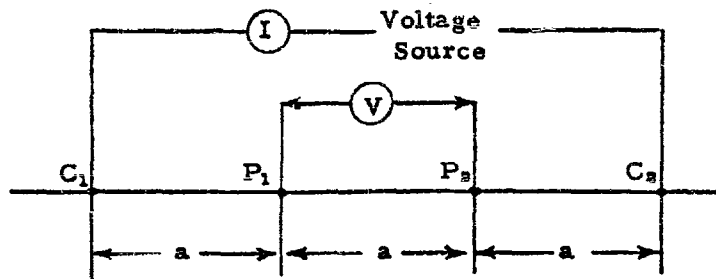 I Voltage
Source
V
C₁ P₁ P₂ C₂
a a a